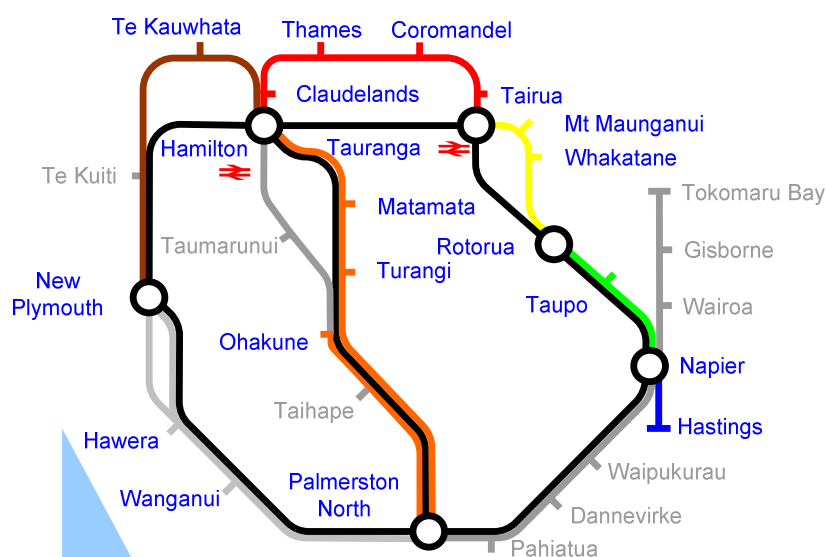 Te Kauwhata
Thames
Coromandel
Claudelands
Tairua
Hamilton
Tauranga
Mt Maunganui
Whakatane
Te Kuiti
Matamata
Tokomaru Bay
Taumarunui
Rotorua
Gisborne
Turangi
New
Plymouth
Taupo
Wairoa
Ohakune
Napier
Taihape
Hastings
Hawera
Waipukurau
Wanganui
Palmerston
North
Dannevirke
Pahiatua